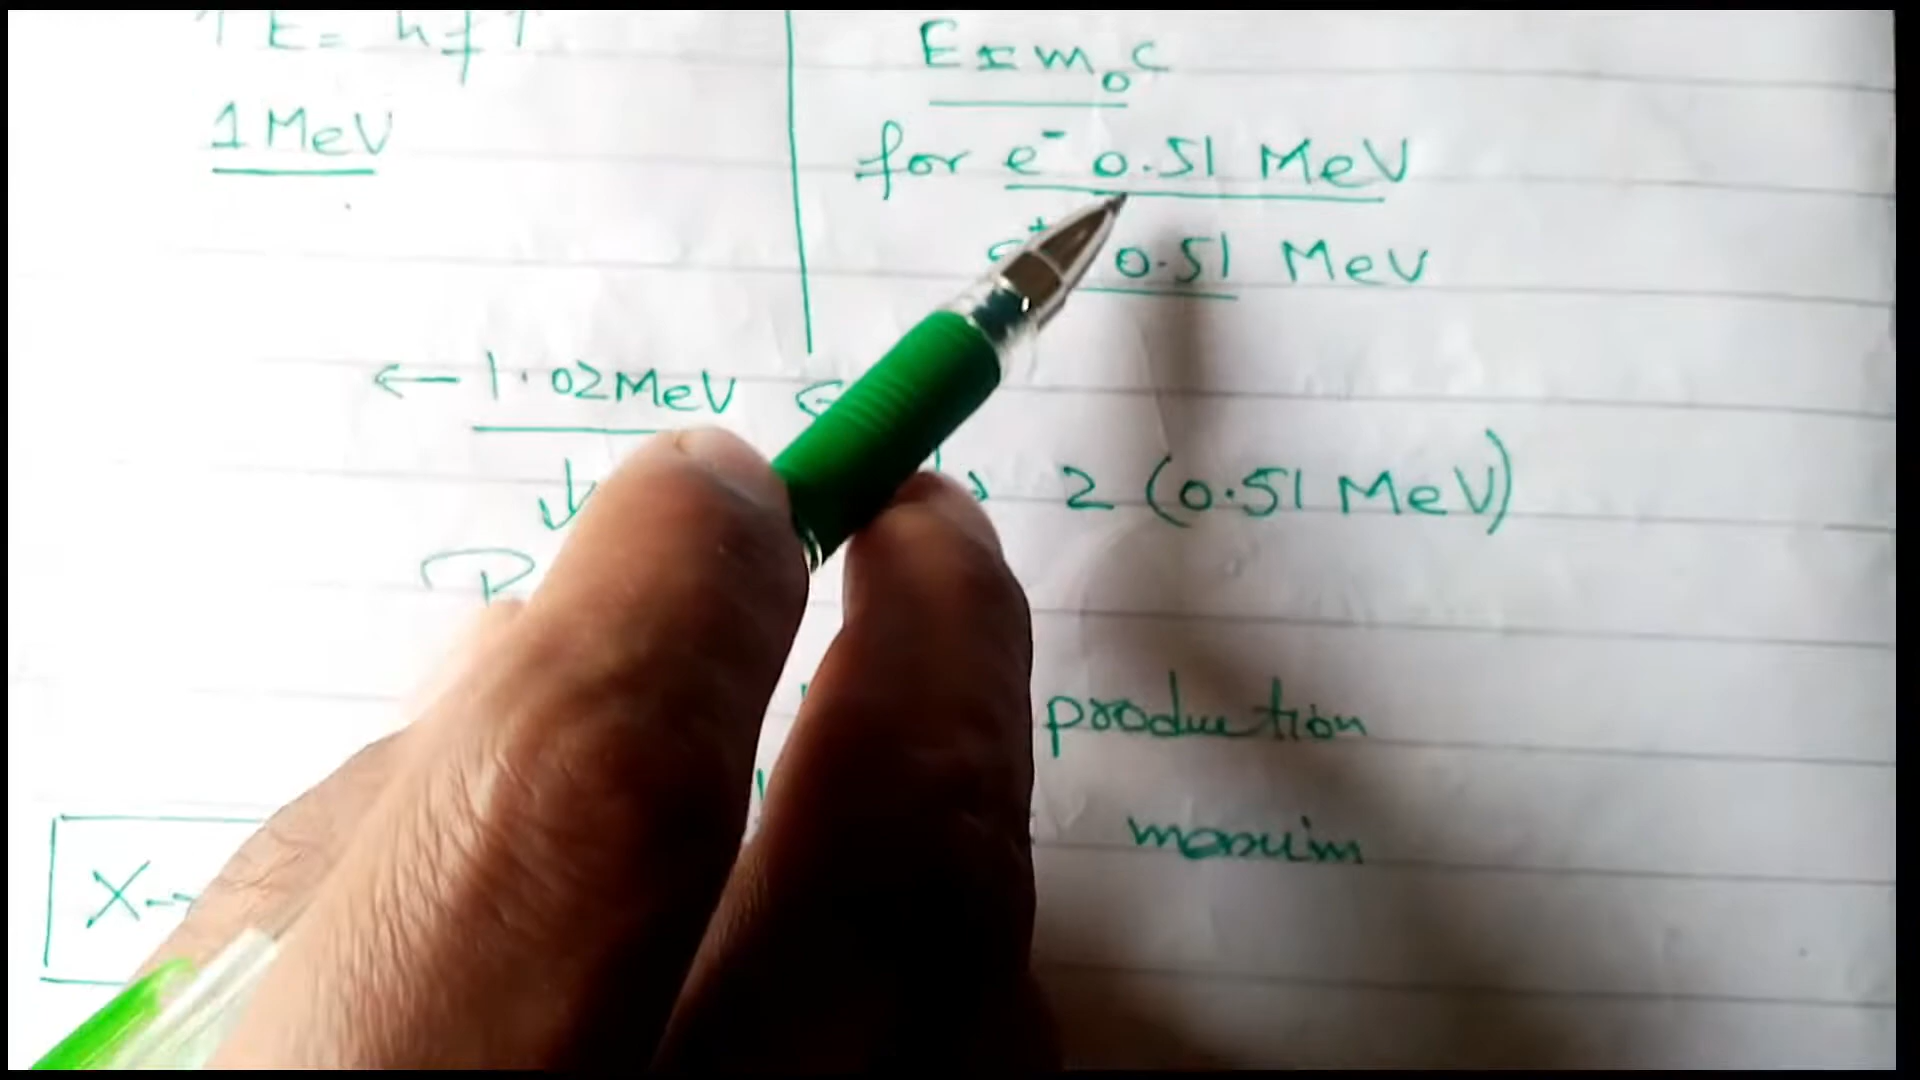 E = hf
1 MeV
E = m₀c
for e⁻ 0.51 MeV
0.51 MeV
← 1.02 MeV
2 (0.51 MeV)
production
X-